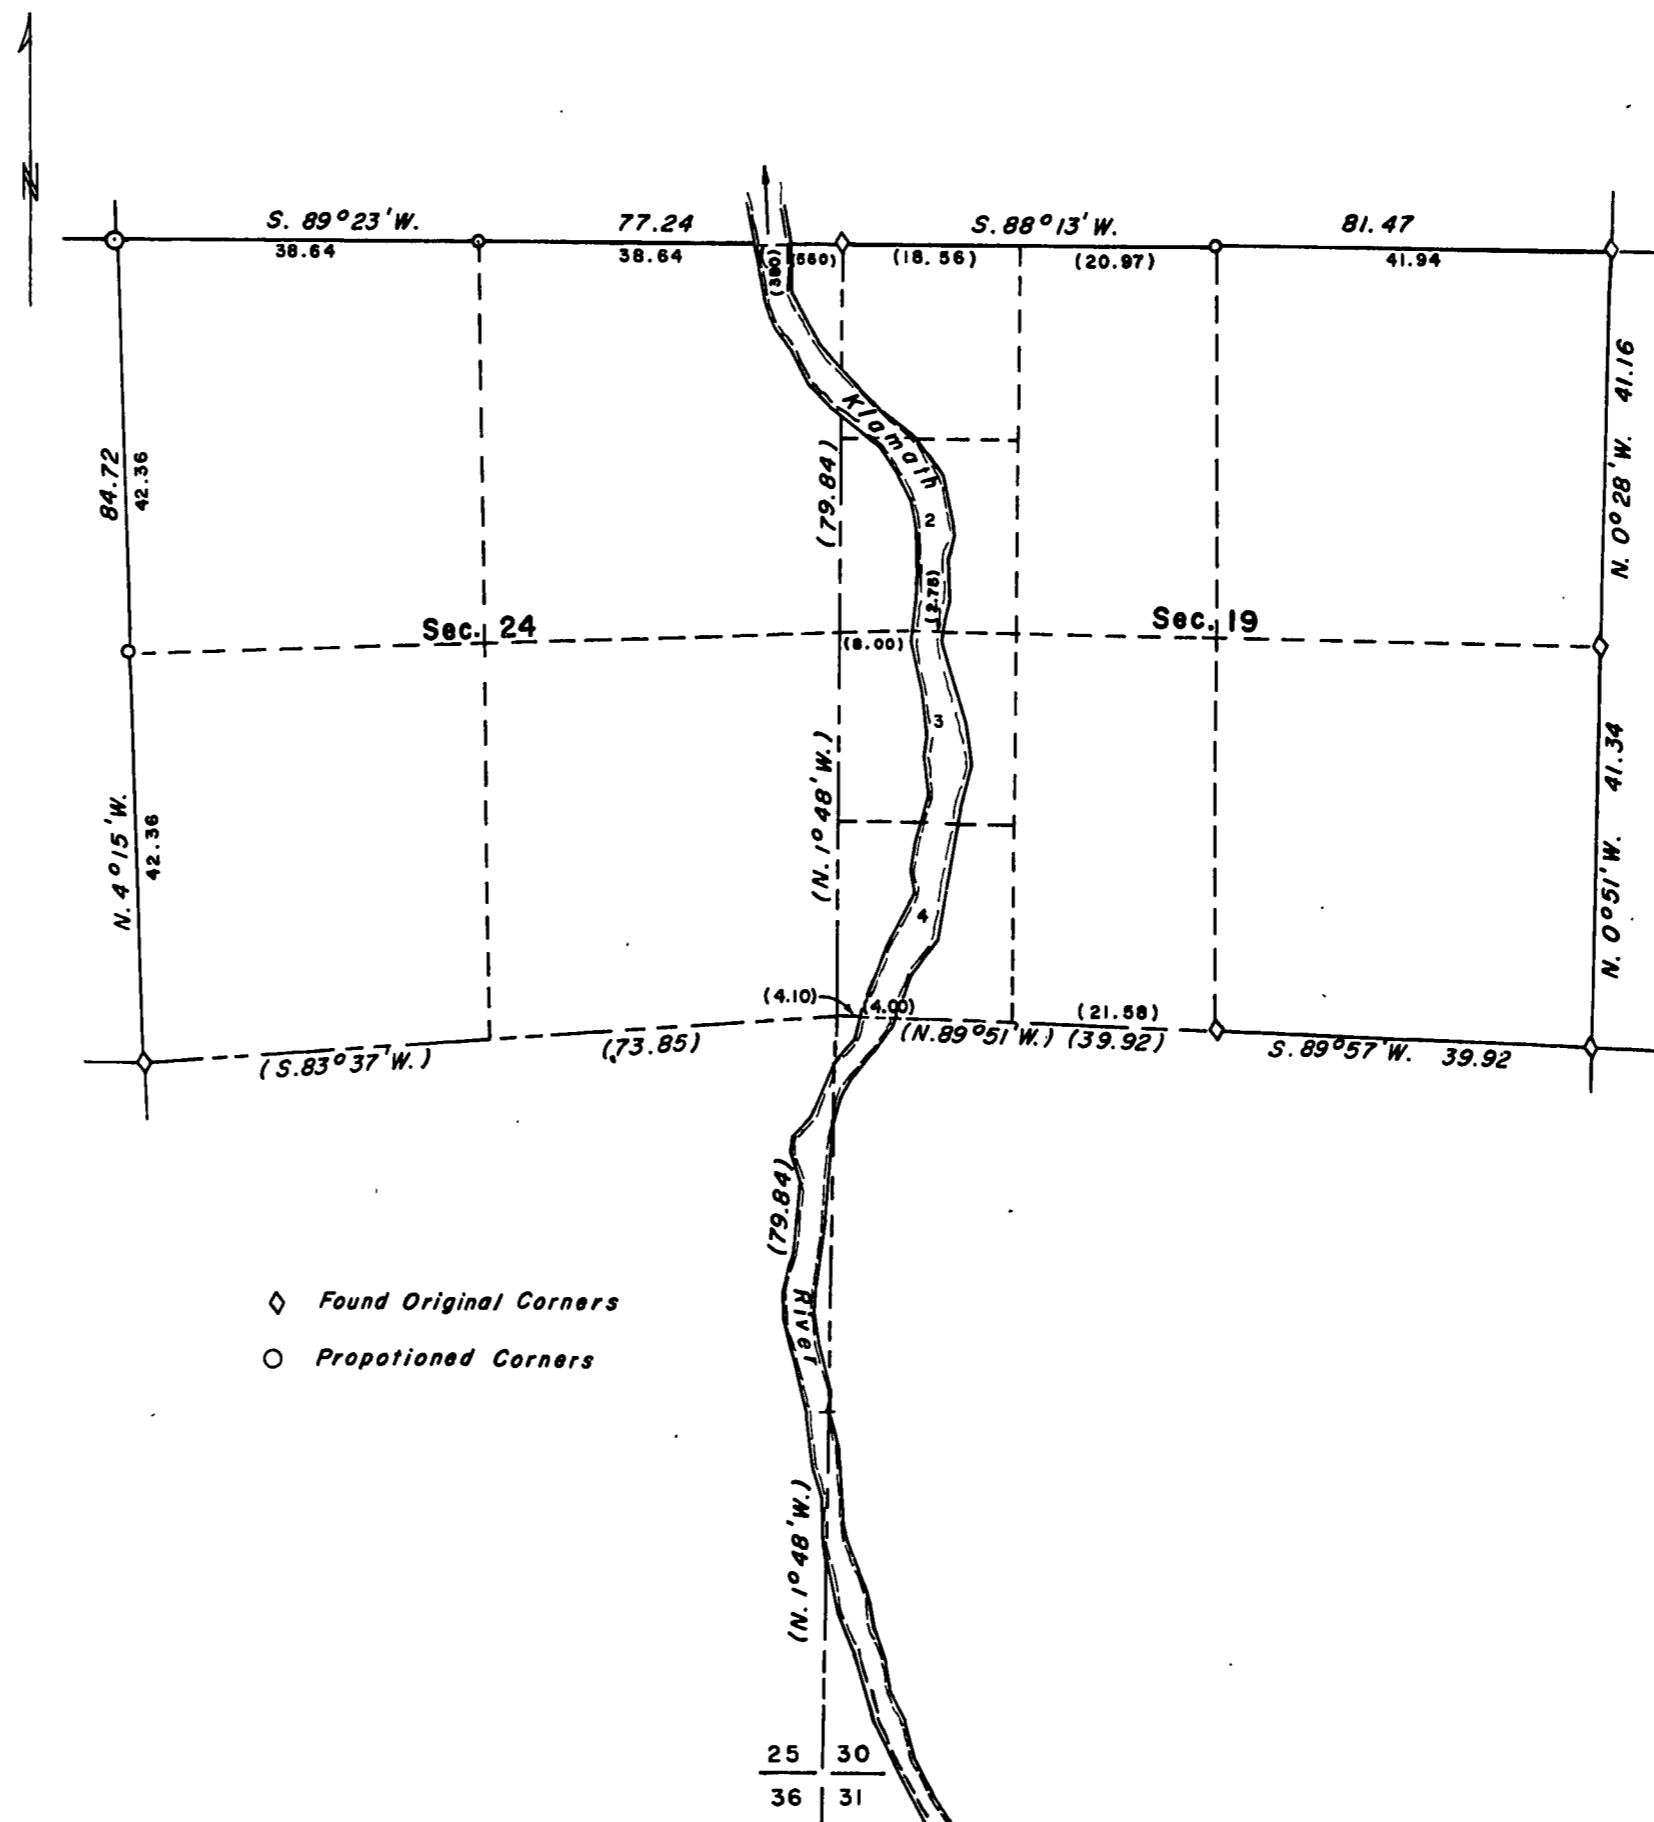 N
S. 89°23'W.
77.24
S.88°13'W.
81.47
38.64
38.64
(380)
(560)
(18.56)
(20.97)
41.94
41.16
N. 0°28'W.
84.72
42.36
Klamath
(79.84)
2
(2.75)
Sec. 24
Sec. 19
(8.00)
3
41.34
(N. 1°48'W.)
N. 4°15'W.
42.36
N. 0°51'W.
4
(4.10)
(4.00)
(21.58)
(S.83°37'W.)
(73.85)
(N.89°51'W.) (39.92)
S.89°57'W. 39.92
(79.84)
Found Original Corners
River
Propotioned Corners
(N. 1°48'W.)
25 30
36 31